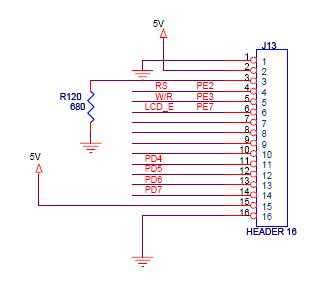 5V
J13
1 1
2 2
3 3
RS PE2 4 4
R120 W/R PE3 5 5
680 LCD_E PE7 6 6
7 7
8 8
9 9
10 10
5V PD4 11 11
PD5 12 12
PD6 13 13
PD7 14 14
15 15
16 16
HEADER 16